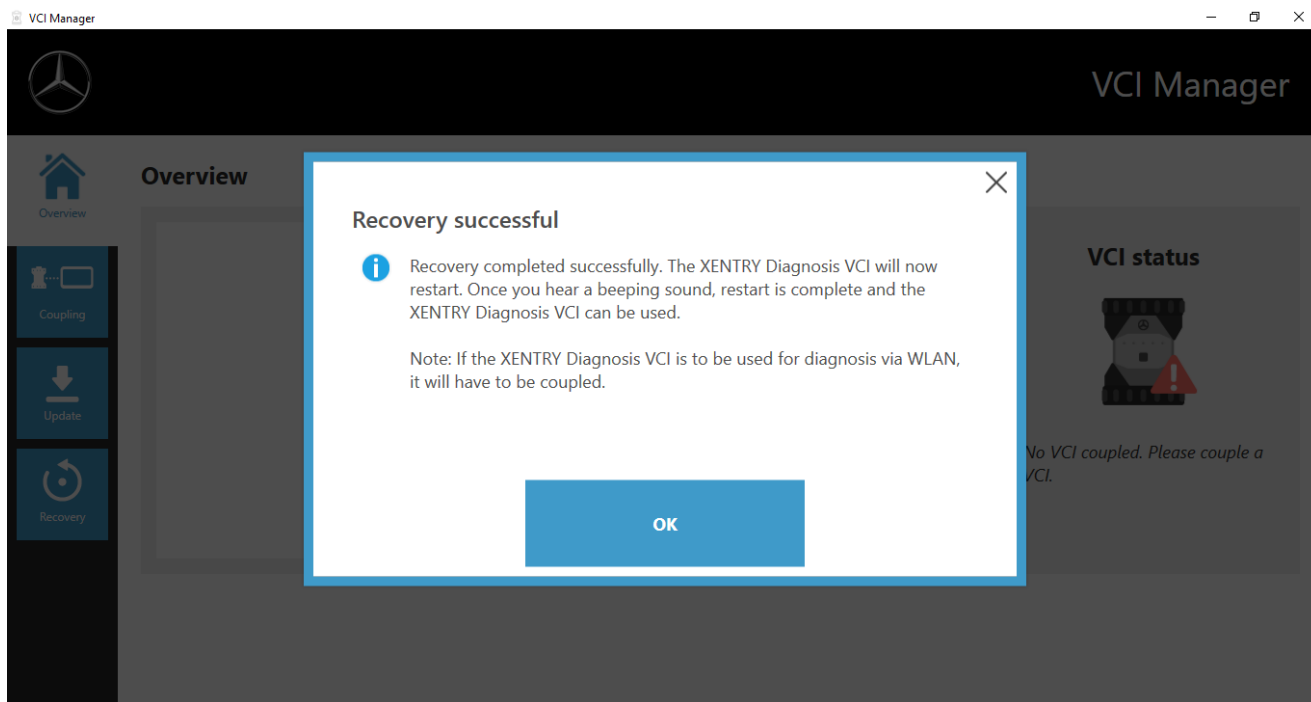 VCI Manager
VCI Manager
Overview
Overview
Coupling
Update
Recovery
Recovery successful
Recovery completed successfully. The XENTRY Diagnosis VCI will now
restart. Once you hear a beeping sound, restart is complete and the
XENTRY Diagnosis VCI can be used.
Note: If the XENTRY Diagnosis VCI is to be used for diagnosis via WLAN,
it will have to be coupled.
OK
VCI status
No VCI coupled. Please couple a
VCI.